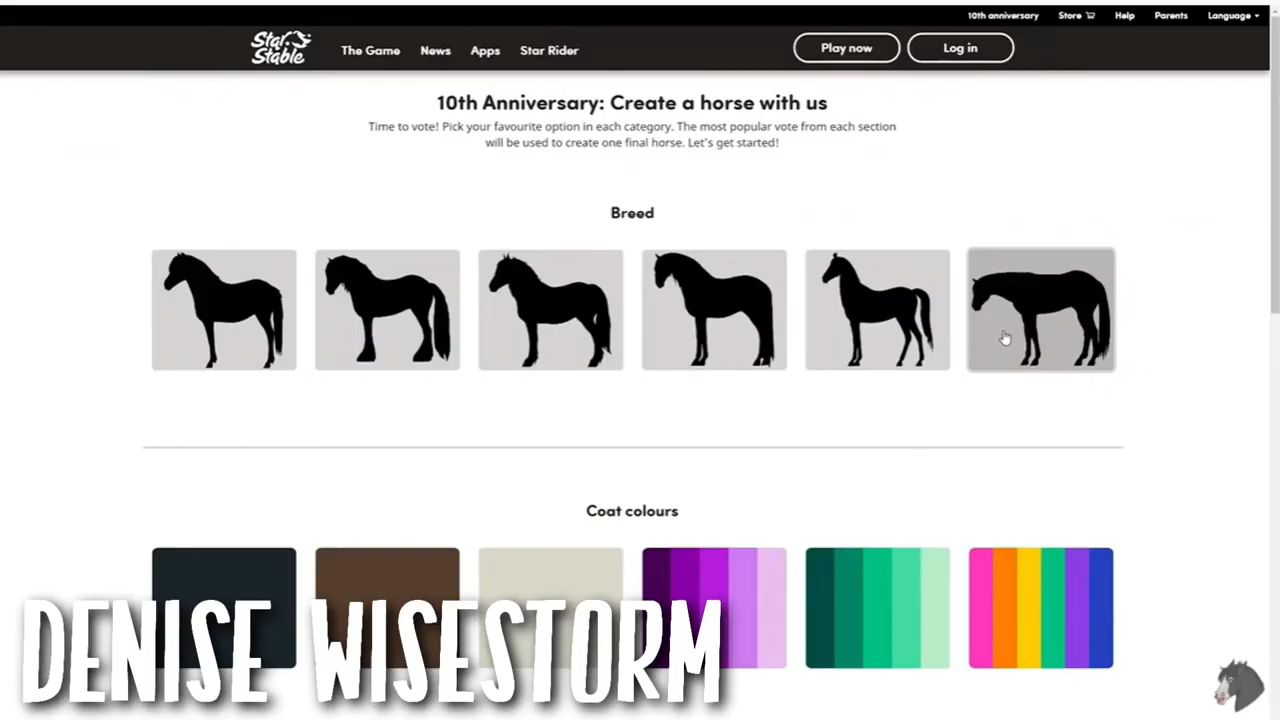 10th anniversary Store Help Parents Language
Star Stable The Game News Apps Star Rider Play now Log in
10th Anniversary: Create a horse with us
Time to vote! Pick your favourite option in each category. The most popular vote from each section
will be used to create one final horse. Let's get started!
Breed
Coat colours
DENISE WISESTORM